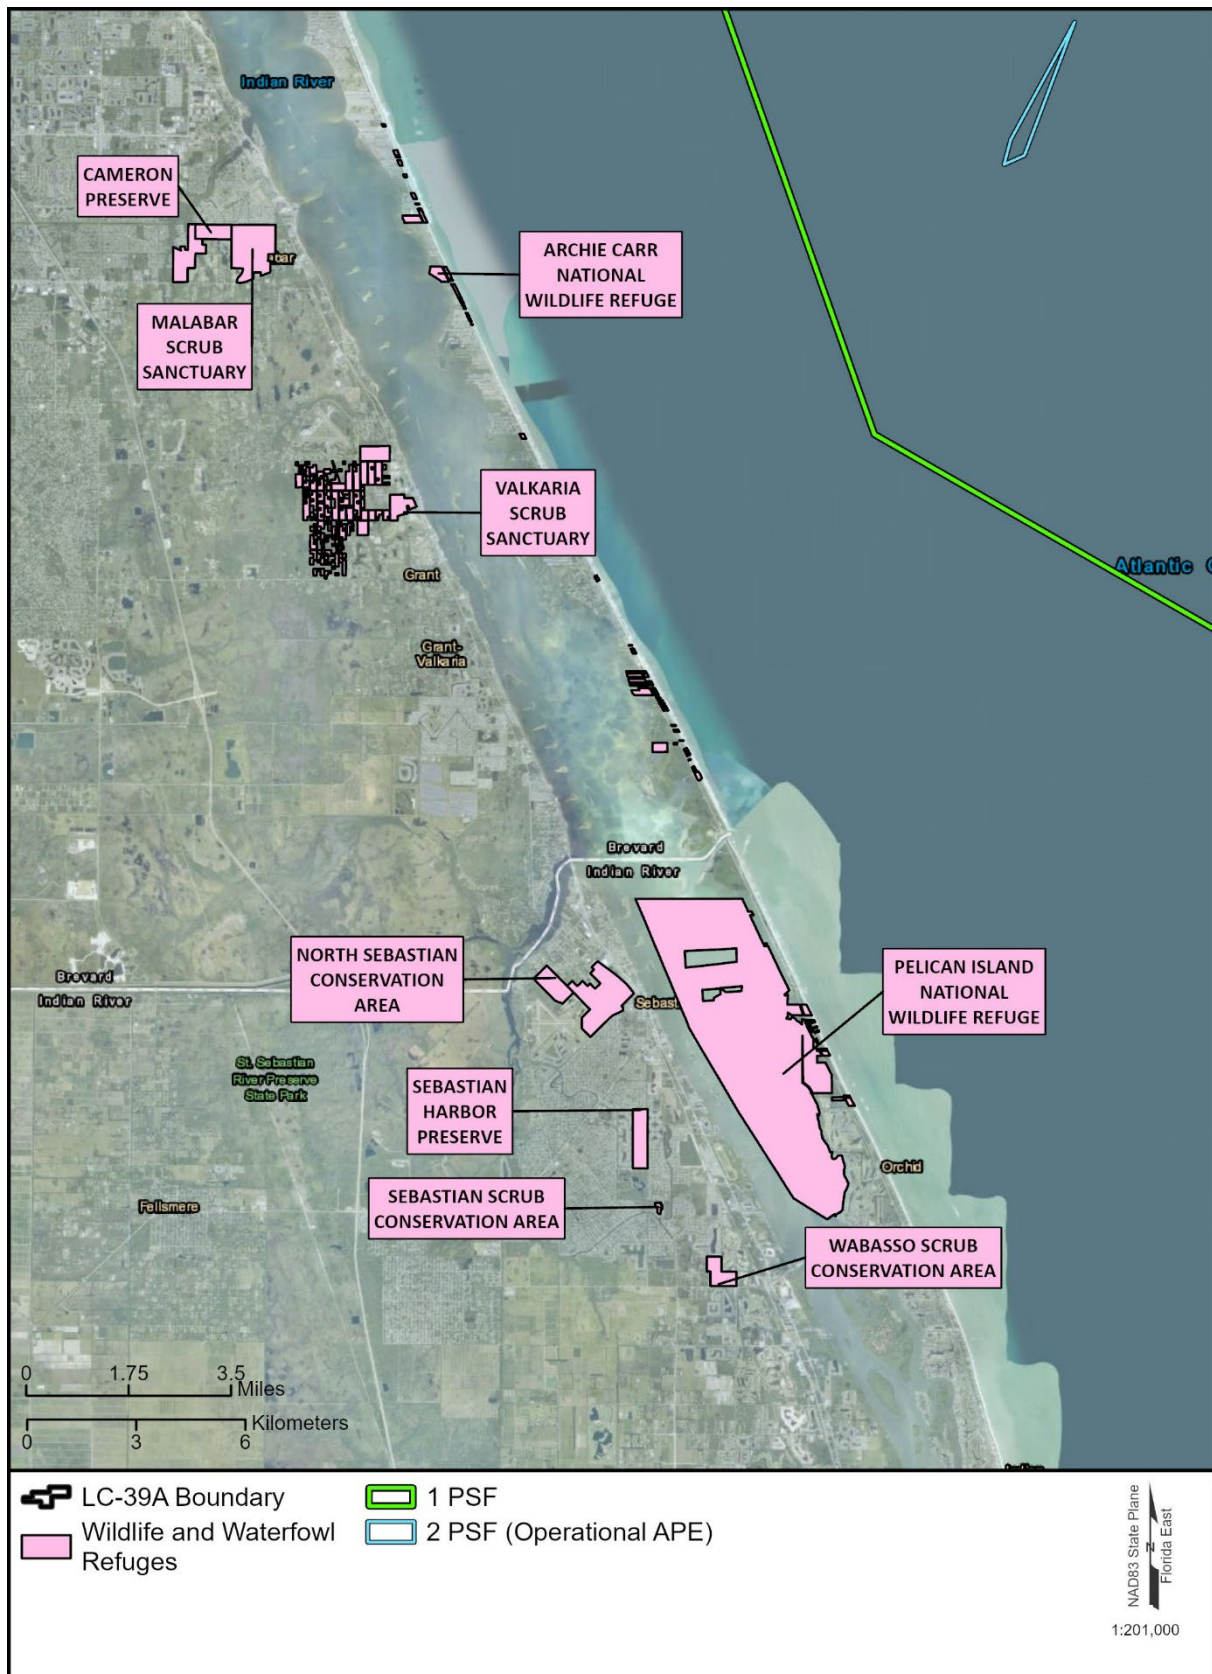 Indian River
CAMERON
PRESERVE
bar
MALABAR
SCRUB
SANCTUARY
ARCHIE CARR
NATIONAL
WILDLIFE REFUGE
VALKARIA
SCRUB
SANCTUARY
Atlantic
Grant
Grant-
Valkaria
Brevard
Indian River
NORTH SEBASTIAN
CONSERVATION
AREA
Brevard
Indian River
Sebast
PELICAN ISLAND
NATIONAL
WILDLIFE REFUGE
St. Sebastian
River Preserve
State Park
SEBASTIAN
HARBOR
PRESERVE
Orchid
Fellsmere
SEBASTIAN SCRUB
CONSERVATION AREA
WABASSO SCRUB
CONSERVATION AREA
0 1.75 3.5
Miles
Kilometers
0 3 6
LC-39A Boundary
Wildlife and Waterfowl
Refuges
1 PSF
2 PSF (Operational APE)
NAD83 State Plane
Florida East
N
1:201,000